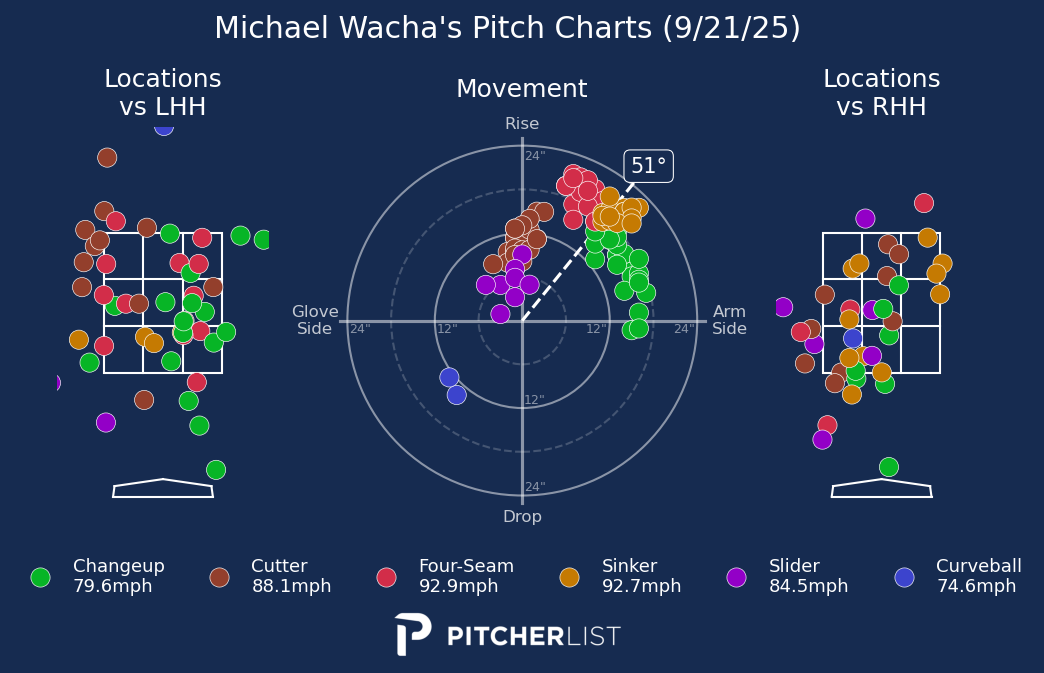 Michael Wacha's Pitch Charts (9/21/25)
Locations
vs LHH
Movement
Locations
vs RHH
Rise
24"
51°
Glove
Side
24"
12"
12"
24"
Arm
Side
12"
24"
Drop
Changeup
79.6mph
Cutter
88.1mph
Four-Seam
92.9mph
Sinker
92.7mph
Slider
84.5mph
Curveball
74.6mph
PITCHERLIST